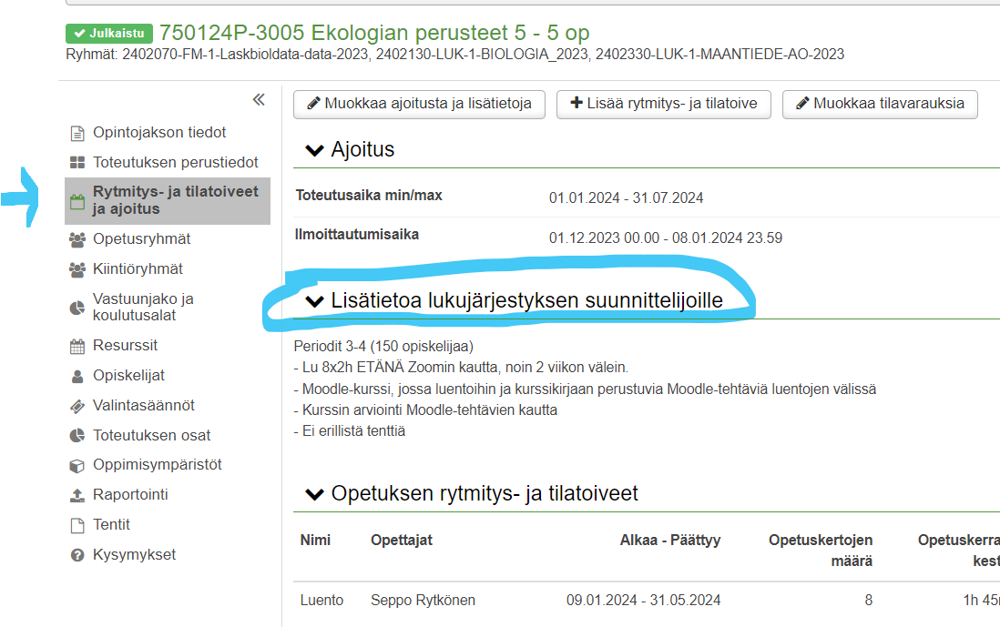 Julkaistu 750124P-3005 Ekologian perusteet 5 - 5 op
Ryhmät: 2402070-FM-1-Laskbioldata-data-2023, 2402130-LUK-1-BIOLOGIA_2023, 2402330-LUK-1-MAANTIEDE-AO-2023
Opintojakson tiedot
Toteutuksen perustiedot
Rytmitys- ja tilatoiveet
ja ajoitus
Opetusryhmät
Kiintiöryhmät
Vastuunjako ja
koulutusalat
Resurssit
Opiskelijat
Valintasäännöt
Toteutuksen osat
Oppimisympäristöt
Raportointi
Tentit
Kysymykset
Muokkaa ajoitusta ja lisätietoja
Lisää rytmitys- ja tilatoive
Muokkaa tilavarauksia
Ajoitus
Toteutusaika min/max 01.01.2024 - 31.07.2024
Ilmoittautumisaika 01.12.2023 00.00 - 08.01.2024 23.59
Lisätietoa lukujärjestyksen suunnittelijoille
Periodit 3-4 (150 opiskelijaa)
- Lu 8x2h ETÄNÄ Zoomin kautta, noin 2 viikon välein.
- Moodle-kurssi, jossa luentoihin ja kurssikirjaan perustuvia Moodle-tehtäviä luentojen välissä
- Kurssin arviointi Moodle-tehtävien kautta
- Ei erillistä tenttiä
Opetuksen rytmitys- ja tilatoiveet
Nimi Opettajat Alkaa - Päättyy Opetuskertojen Opetuskerra
määrä kest
Luento Seppo Rytkönen 09.01.2024 - 31.05.2024 8 1h 45